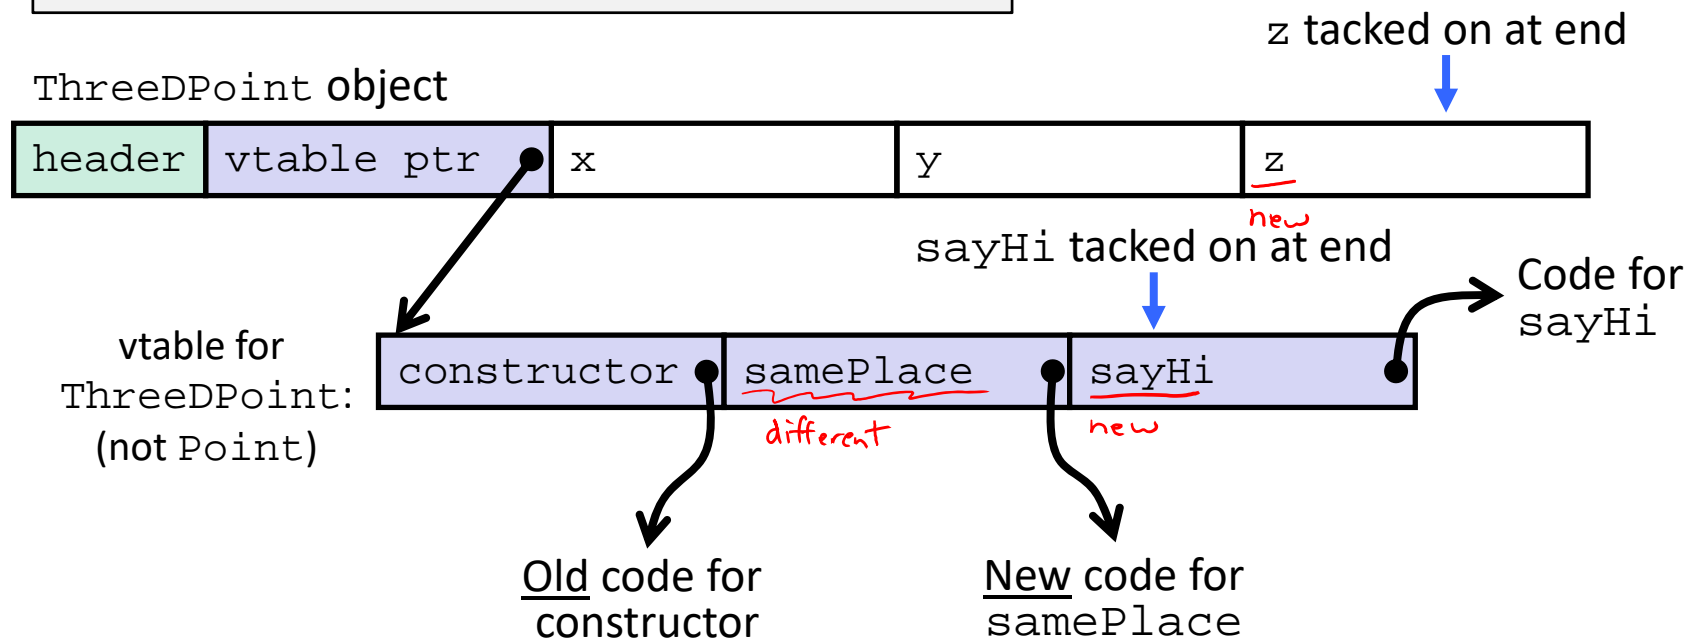 z tacked on at end
ThreeDPoint object
header vtable ptr x y z
new
sayHi tacked on at end
Code for
sayHi
vtable for
ThreeDPoint:
(not Point)
constructor samePlace sayHi
different new
Old code for
constructor
New code for
samePlace